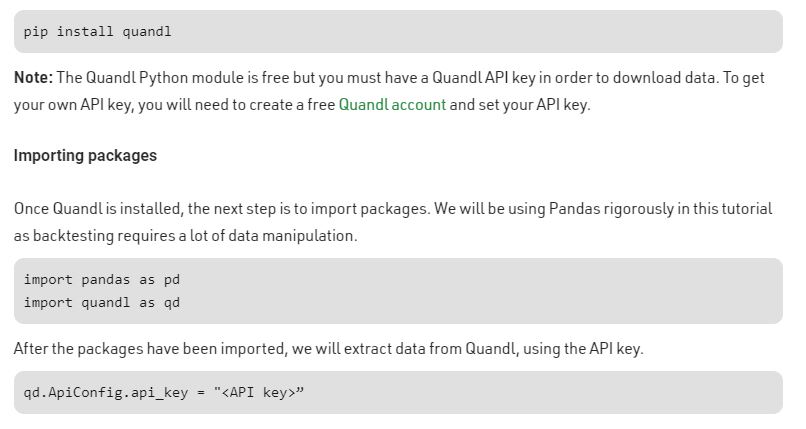 pip install quandl
Note: The Quandl Python module is free but you must have a Quandl API key in order to download data. To get
your own API key, you will need to create a free Quandl account and set your API key.
Importing packages
Once Quandl is installed, the next step is to import packages. We will be using Pandas rigorously in this tutorial
as backtesting requires a lot of data manipulation.
import pandas as pd
import quandl as qd
After the packages have been imported, we will extract data from Quandl, using the API key.
qd.ApiConfig.api_key = "<API key>”